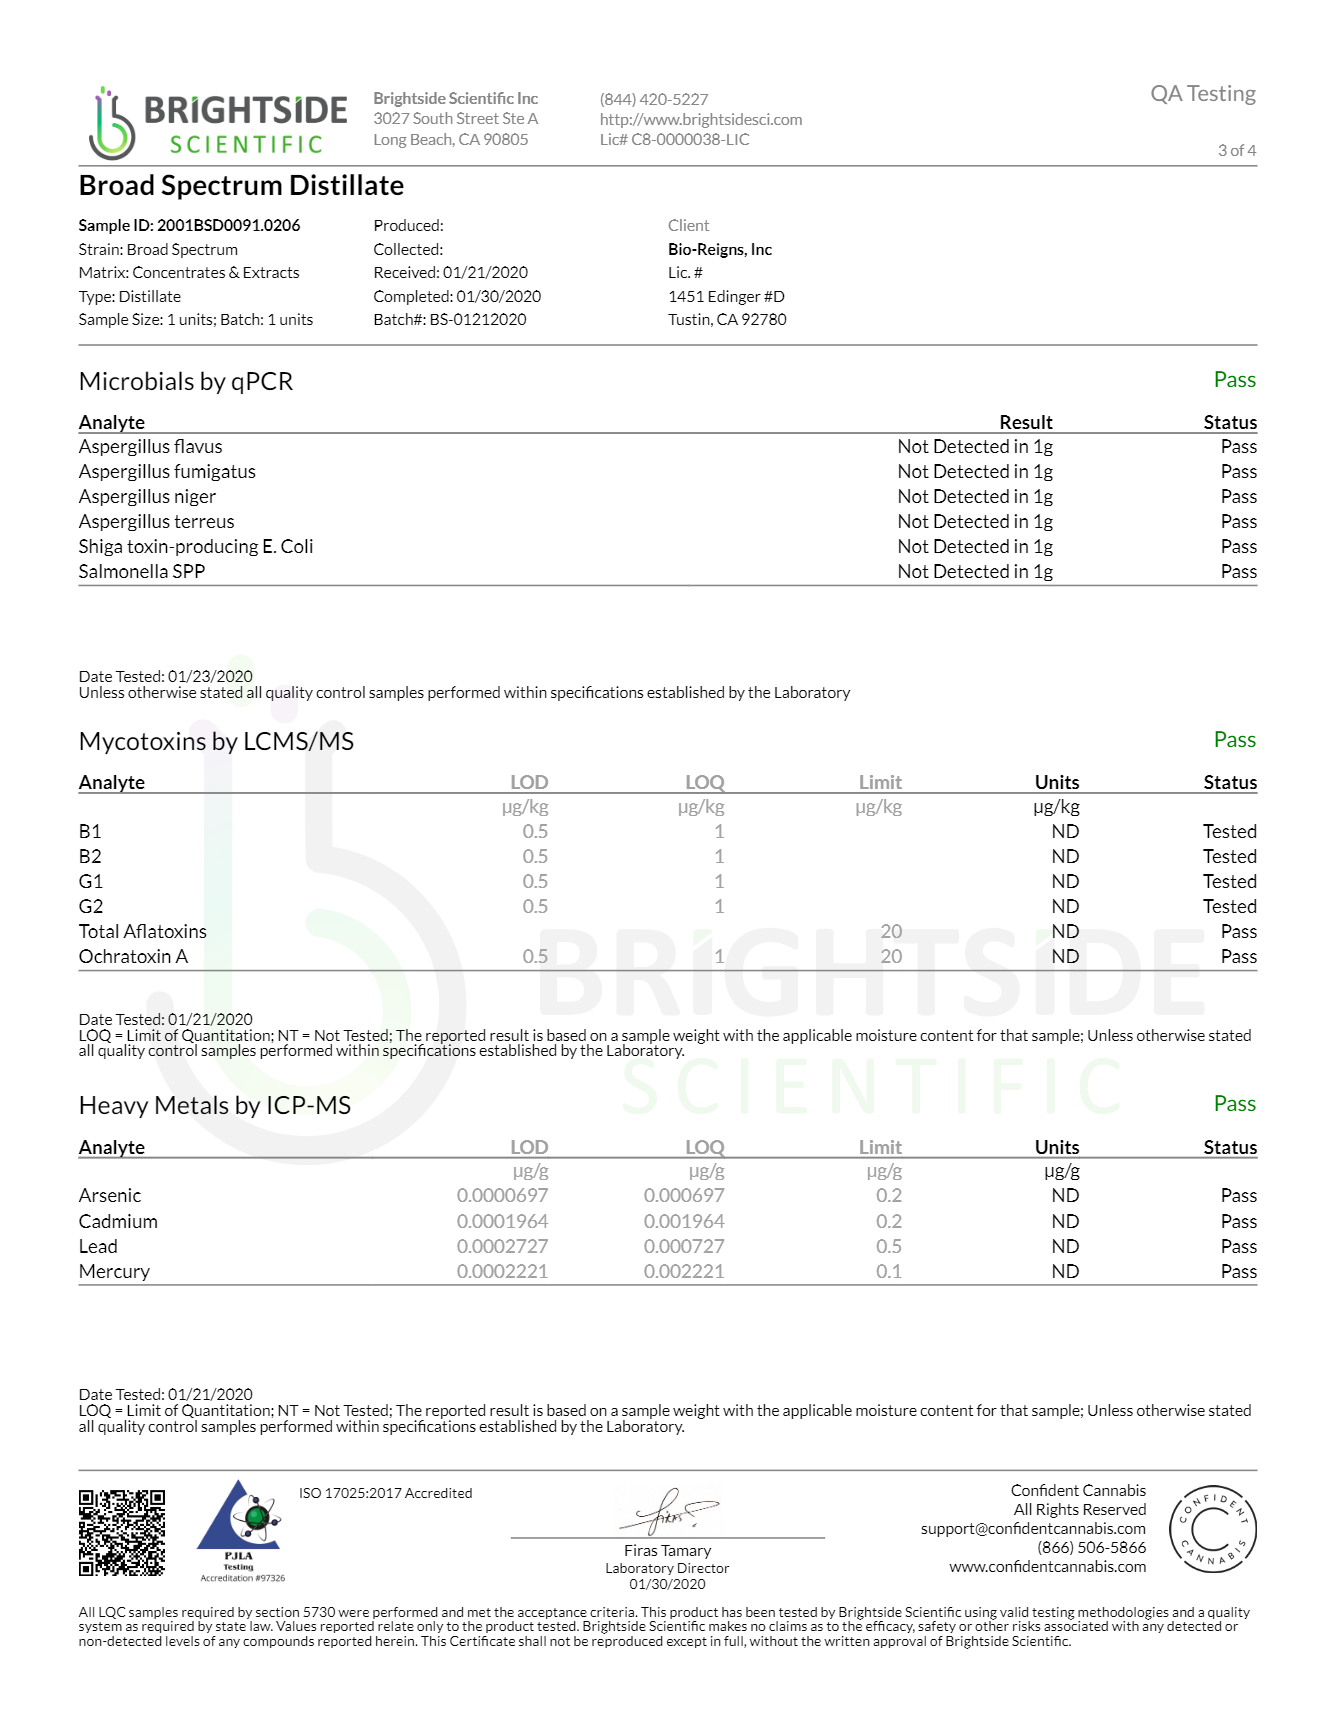 BRIGHTSIDE
SCIENTIFIC
Brightside Scientific Inc
3027 South Street Ste A
Long Beach, CA 90805
(844) 420-5227
http://www.brightsidesci.com
Lic# C8-0000038-LIC
QA Testing
3 of 4
Broad Spectrum Distillate
Sample ID: 2001BSD0091.0206
Strain: Broad Spectrum
Matrix: Concentrates & Extracts
Type: Distillate
Sample Size: 1 units; Batch: 1 units
Produced:
Collected:
Received: 01/21/2020
Completed: 01/30/2020
Batch#: BS-01212020
Client
Bio-Reigns, Inc
Lic. #
1451 Edinger #D
Tustin, CA 92780
Microbials by qPCR Pass
Analyte Result Status
Aspergillus flavus Not Detected in 1g Pass
Aspergillus fumigatus Not Detected in 1g Pass
Aspergillus niger Not Detected in 1g Pass
Aspergillus terreus Not Detected in 1g Pass
Shiga toxin-producing E. Coli Not Detected in 1g Pass
Salmonella SPP Not Detected in 1g Pass
Date Tested: 01/23/2020
Unless otherwise stated all quality control samples performed within specifications established by the Laboratory
Mycotoxins by LCMS/MS Pass
Analyte LOD LOQ Limit Units Status
µg/kg µg/kg µg/kg µg/kg
B1 0.5 1 ND Tested
B2 0.5 1 ND Tested
G1 0.5 1 ND Tested
G2 0.5 1 ND Tested
Total Aflatoxins 20 ND Pass
Ochratoxin A 0.5 1 20 ND Pass
BRIGHTSIDE
SCIENTIFIC
Date Tested: 01/21/2020
LOQ = Limit of Quantitation; NT = Not Tested; The reported result is based on a sample weight with the applicable moisture content for that sample; Unless otherwise stated
all quality control samples performed within specifications established by the Laboratory.
Heavy Metals by ICP-MS Pass
Analyte LOD LOQ Limit Units Status
µg/g µg/g µg/g µg/g
Arsenic 0.0000697 0.000697 0.2 ND Pass
Cadmium 0.0001964 0.001964 0.2 ND Pass
Lead 0.0002727 0.000727 0.5 ND Pass
Mercury 0.0002221 0.002221 0.1 ND Pass
Date Tested: 01/21/2020
LOQ = Limit of Quantitation; NT = Not Tested; The reported result is based on a sample weight with the applicable moisture content for that sample; Unless otherwise stated
all quality control samples performed within specifications established by the Laboratory.
PJLA
Testing
Accreditation #97326
ISO 17025:2017 Accredited
Firas
Firas Tamary
Laboratory Director
01/30/2020
Confident Cannabis
All Rights Reserved
support@confidentcannabis.com
(866) 506-5866
www.confidentcannabis.com
CONFIDENT
CANNABIS
All LQC samples required by section 5730 were performed and met the acceptance criteria. This product has been tested by Brightside Scientific using valid testing methodologies and a quality
system as required by state law. Values reported relate only to the product tested. Brightside Scientific makes no claims as to the efficacy, safety or other risks associated with any detected or
non-detected levels of any compounds reported herein. This Certificate shall not be reproduced except in full, without the written approval of Brightside Scientific.